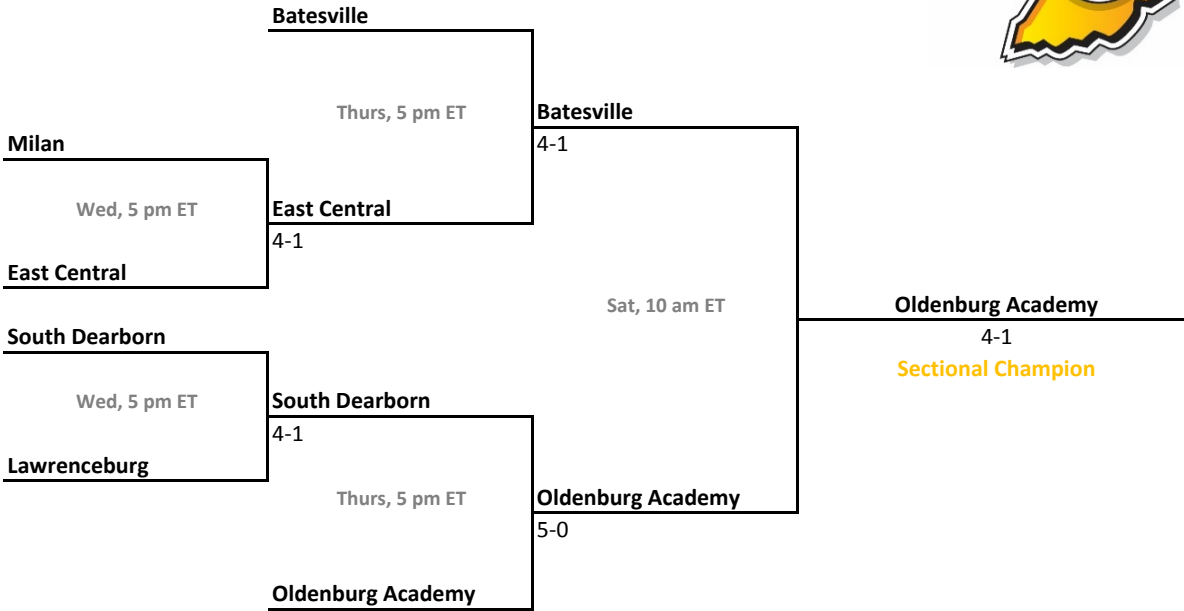 Batesville
Thurs, 5 pm ET
Batesville
4-1
Milan
Wed, 5 pm ET
East Central
4-1
East Central
Sat, 10 am ET
Oldenburg Academy
4-1
Sectional Champion
South Dearborn
Wed, 5 pm ET
South Dearborn
4-1
Lawrenceburg
Thurs, 5 pm ET
Oldenburg Academy
5-0
Oldenburg Academy